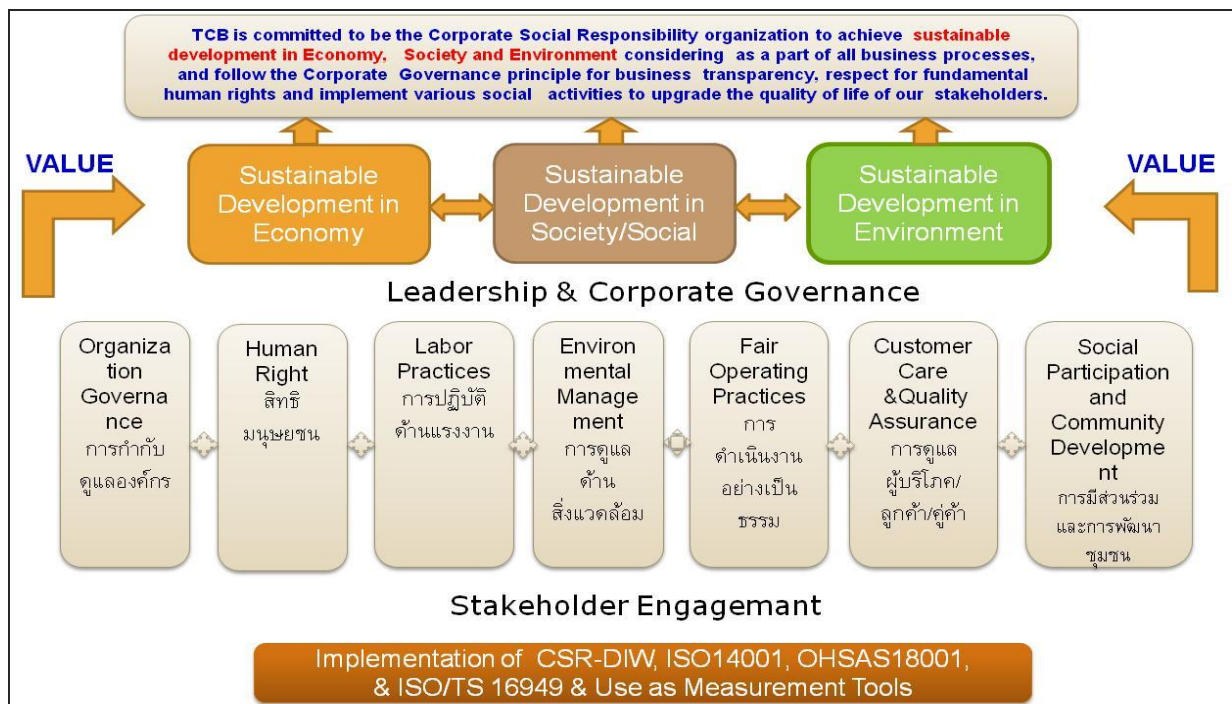 TCB is committed to be the Corporate Social Responsibility organization to achieve sustainable
development in Economy, Society and Environment considering as a part of all business processes,
and follow the Corporate Governance principle for business transparency, respect for fundamental
human rights and implement various social activities to upgrade the quality of life of our stakeholders.
VALUE
VALUE
Sustainable
Development in
Economy
Sustainable
Development in
Society/Social
Sustainable
Development in
Environment
Leadership & Corporate Governance
Organiza
tion
Governa
nce
การกำกับ
ดูแลองค์กร
Human
Right
สิทธิ
มนุษยชน
Labor
Practices
การปฏิบัติ
ด้านแรงงาน
Environ
mental
Manage
ment
การดูแล
ด้าน
สิ่งแวดล้อม
Fair
Operating
Practices
การ
ดำเนินงาน
อย่างเป็น
ธรรม
Customer
Care
&Quality
Assurance
การดูแล
ผู้บริโภค/
ลูกค้า/คู่ค้า
Social
Participation
and
Community
Developme
nt
การมีส่วนร่วม
และการพัฒนา
ชุมชน
Stakeholder Engagemant
Implementation of CSR-DIW, ISO14001, OHSAS18001,
& ISO/TS 16949 & Use as Measurement Tools